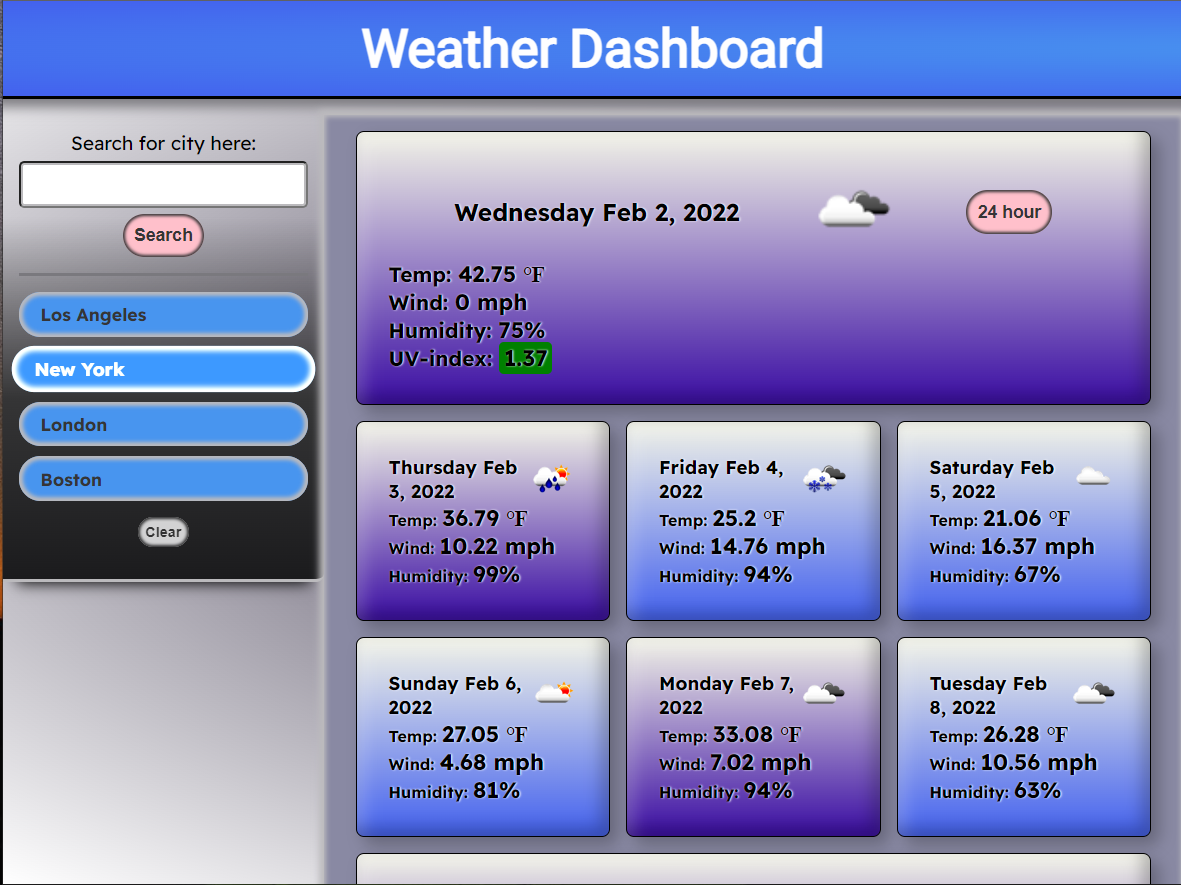 Weather Dashboard
Search for city here:
Search
Los Angeles
New York
London
Boston
Clear
Wednesday Feb 2, 2022
24 hour
Temp: 42.75 °F
Wind: 0 mph
Humidity: 75%
UV-index: 1.37
Thursday Feb
3, 2022
Temp: 36.79 °F
Wind: 10.22 mph
Humidity: 99%
Friday Feb 4,
2022
Temp: 25.2 °F
Wind: 14.76 mph
Humidity: 94%
Saturday Feb
5, 2022
Temp: 21.06 °F
Wind: 16.37 mph
Humidity: 67%
Sunday Feb 6,
2022
Temp: 27.05 °F
Wind: 4.68 mph
Humidity: 81%
Monday Feb 7,
2022
Temp: 33.08 °F
Wind: 7.02 mph
Humidity: 94%
Tuesday Feb
8, 2022
Temp: 26.28 °F
Wind: 10.56 mph
Humidity: 63%